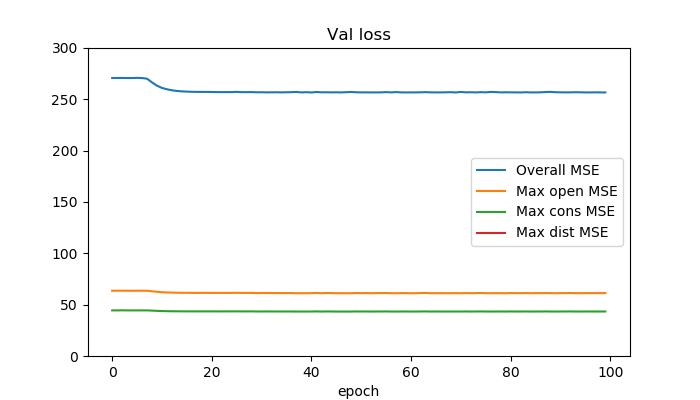 Val loss
300
250
200
150
100
50
0
Overall MSE
Max open MSE
Max cons MSE
Max dist MSE
0 20 40 60 80 100
epoch